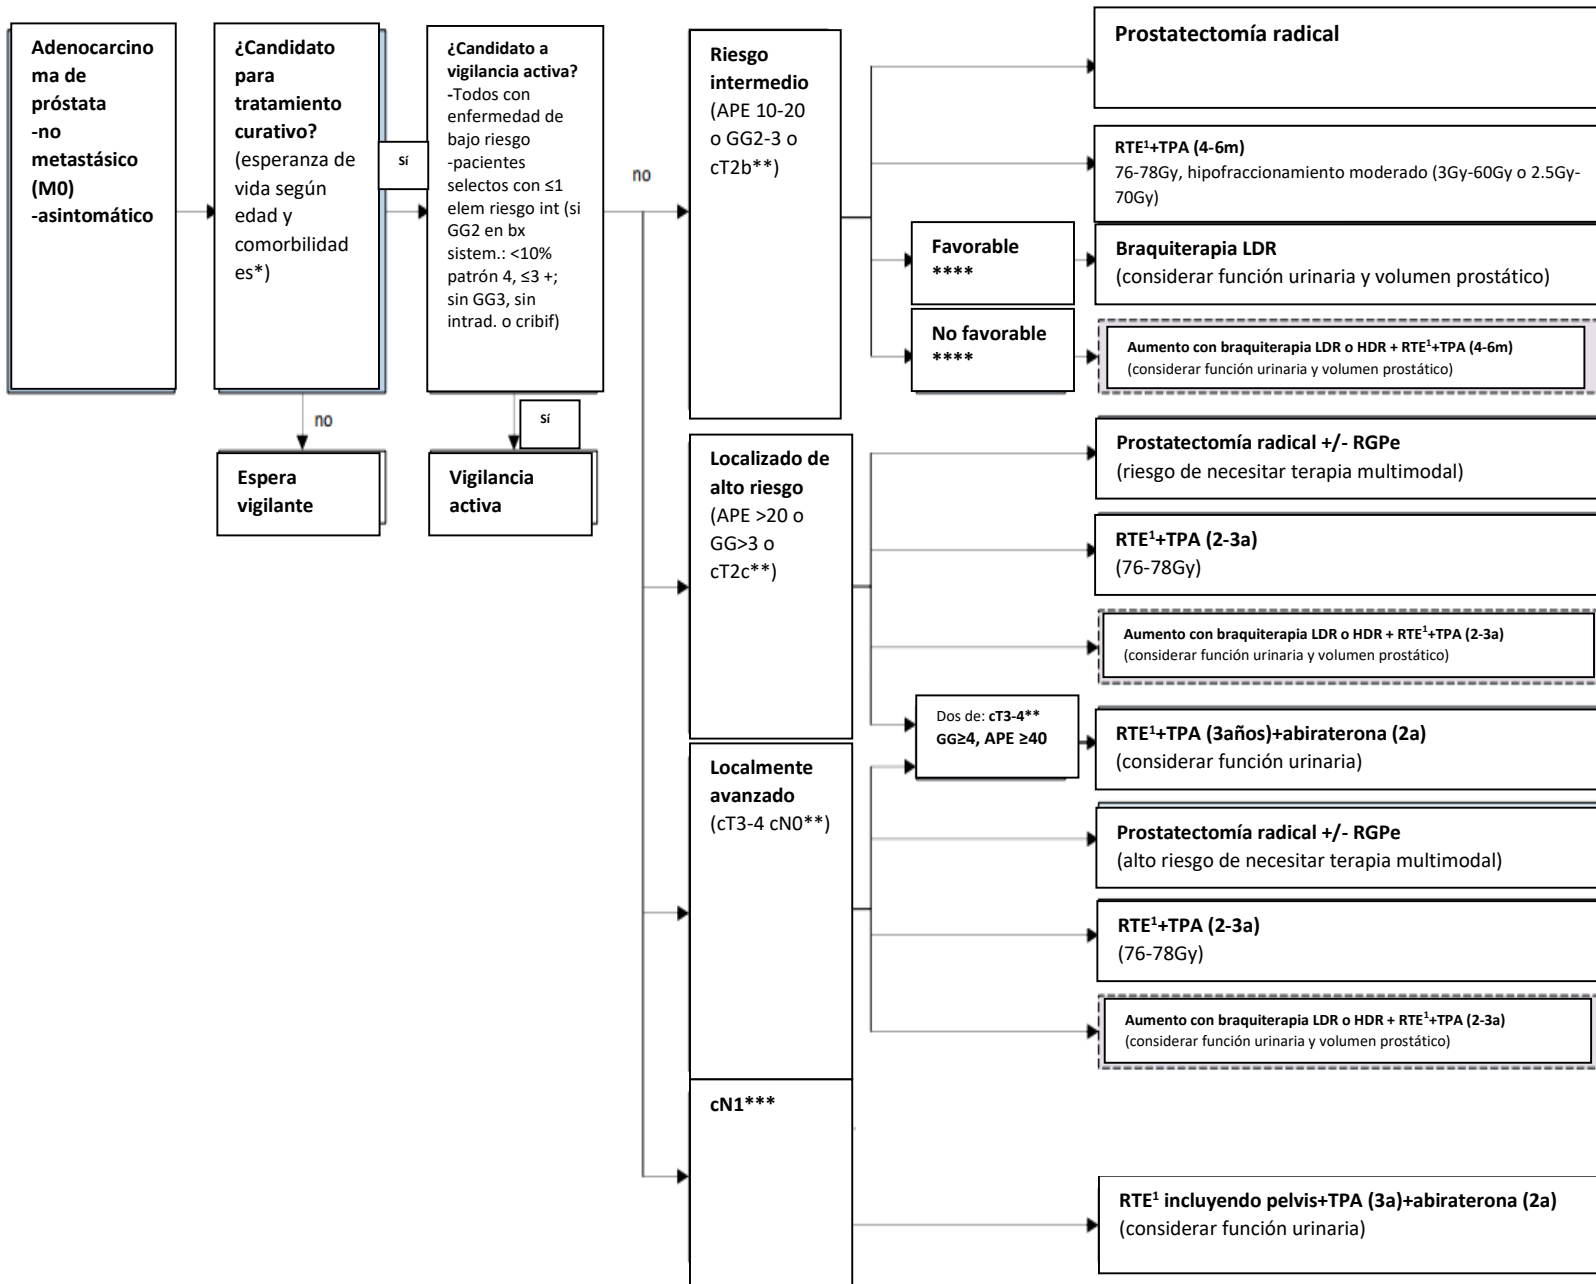 Adenocarcino
ma de
próstata
-no
metastásico
(M0)
-asintomático
¿Candidato
para
tratamiento
curativo?
(esperanza de
vida según
edad y
comorbilidad
es*)
Sí
no
Espera
vigilante
¿Candidato a
vigilancia activa?
-Todos con
enfermedad de
bajo riesgo
-pacientes
selectos con ≤1
elem riesgo int (si
GG2 en bx
sistem.: <10%
patrón 4, ≤3 +;
sin GG3, sin
intrad. o cribif)
Sí
Vigilancia
activa
no
Riesgo
intermedio
(APE 10-20
o GG2-3 o
cT2b**)
Prostatectomía radical
RTE¹+TPA (4-6m)
76-78Gy, hipofraccionamiento moderado (3Gy-60Gy o 2.5Gy-
70Gy)
Favorable
****
Braquiterapia LDR
(considerar función urinaria y volumen prostático)
No favorable
****
Aumento con braquiterapia LDR o HDR + RTE¹+TPA (4-6m)
(considerar función urinaria y volumen prostático)
Localizado de
alto riesgo
(APE >20 o
GG>3 o
cT2c**)
Prostatectomía radical +/- RGPe
(riesgo de necesitar terapia multimodal)
RTE¹+TPA (2-3a)
(76-78Gy)
Aumento con braquiterapia LDR o HDR + RTE¹+TPA (2-3a)
(considerar función urinaria y volumen prostático)
Dos de: cT3-4**
GG≥4, APE ≥40
RTE¹+TPA (3años)+abiraterona (2a)
(considerar función urinaria)
Localmente
avanzado
(cT3-4 cN0**)
Prostatectomía radical +/- RGPe
(alto riesgo de necesitar terapia multimodal)
RTE¹+TPA (2-3a)
(76-78Gy)
Aumento con braquiterapia LDR o HDR + RTE¹+TPA (2-3a)
(considerar función urinaria y volumen prostático)
cN1***
RTE¹ incluyendo pelvis+TPA (3a)+abiraterona (2a)
(considerar función urinaria)